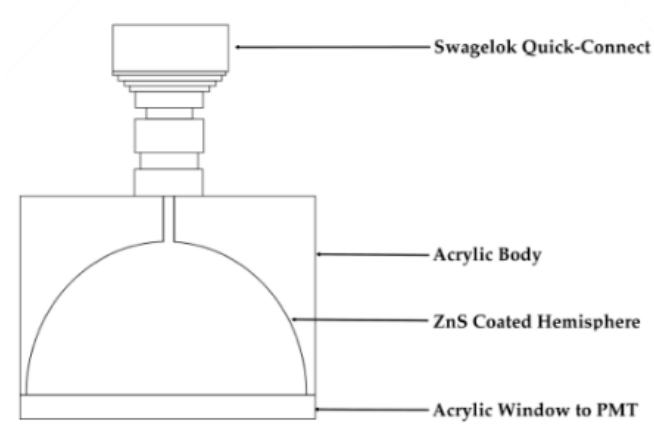 Swagelok Quick-Connect
Acrylic Body
ZnS Coated Hemisphere
Acrylic Window to PMT